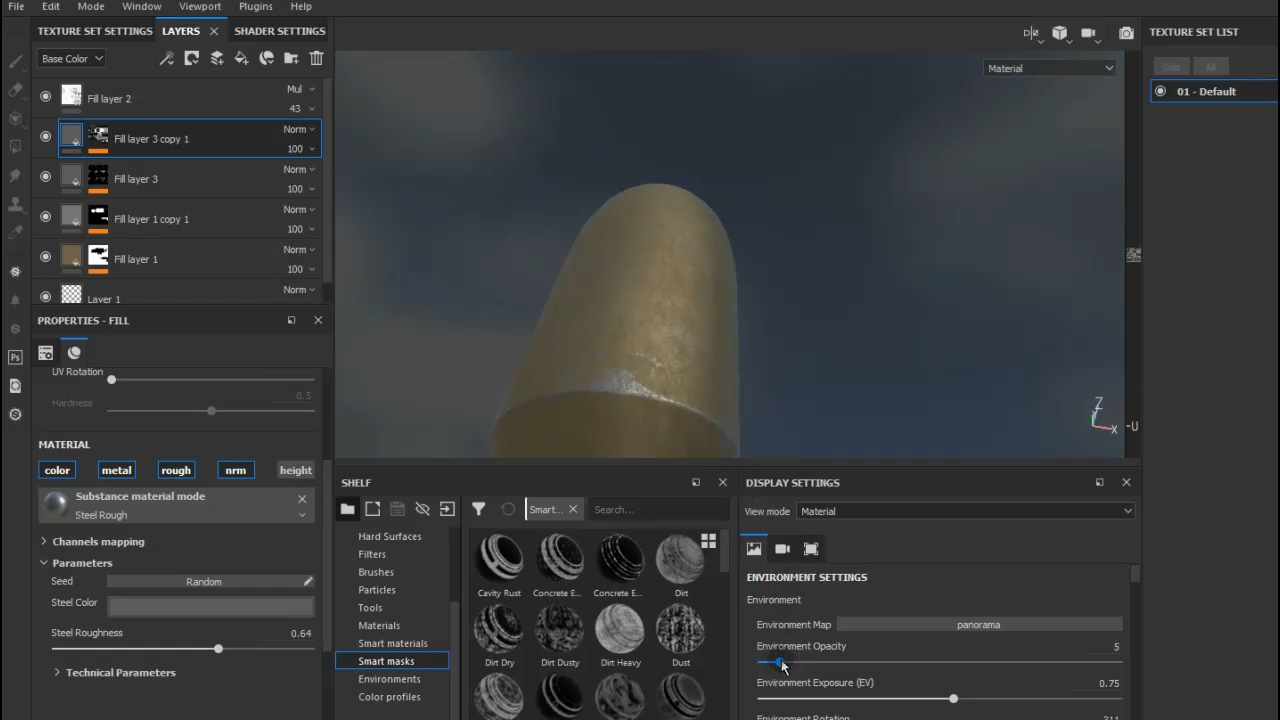 File Edit Mode Window Viewport Plugins Help
TEXTURE SET SETTINGS LAYERS SHADER SETTINGS
TEXTURE SET LIST
Base Color
Material
Solo All
01 - Default
Fill layer 2 Mul
43
Fill layer 3 copy 1 Norm
100
Fill layer 3 Norm
100
Fill layer 1 copy 1 Norm
100
Fill layer 1 Norm
100
Layer 1 Norm
PROPERTIES - FILL
UV Rotation
Hardness 0.5
MATERIAL
color metal rough nrm height
Substance material mode
Steel Rough
Channels mapping
Parameters
Seed Random
Steel Color
Steel Roughness 0.64
Technical Parameters
Ps
Z
X
-U
SHELF
Smart... Search...
Hard Surfaces
Filters
Brushes
Particles
Tools
Materials
Smart materials
Smart masks
Environments
Color profiles
Cavity Rust Concrete E... Concrete E... Dirt
Dirt Dry Dirt Dusty Dirt Heavy Dust
DISPLAY SETTINGS
View mode Material
ENVIRONMENT SETTINGS
Environment
Environment Map panorama
Environment Opacity 5
Environment Exposure (EV) 0.75
Environment Rotation